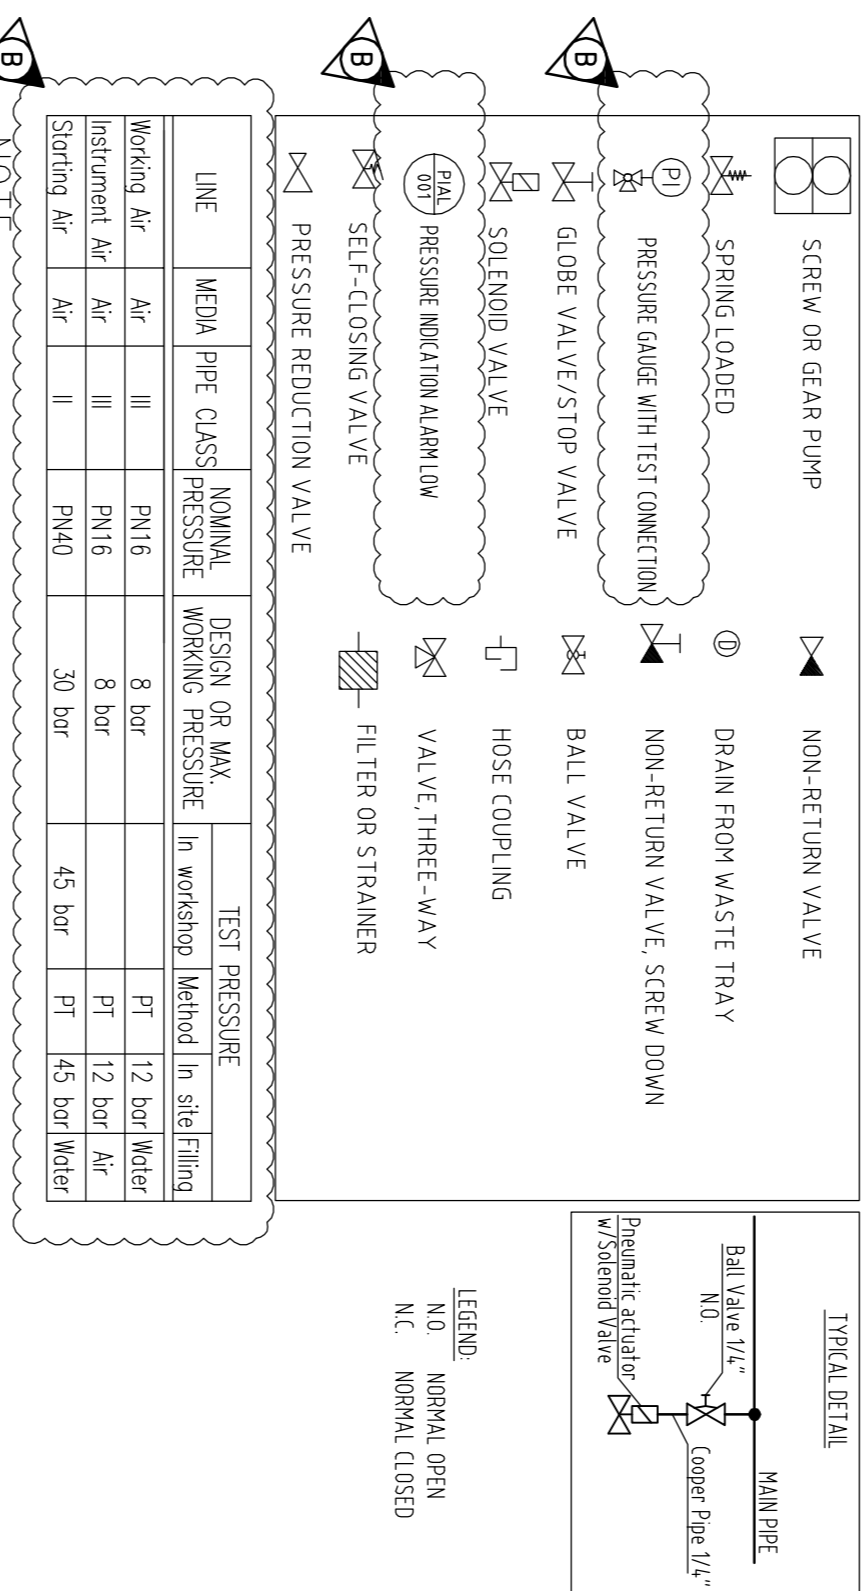 SCREW OR GEAR PUMP
SPRING LOADED
PI
PRESSURE GAUGE WITH TEST CONNECTION
GLOBE VALVE/STOP VALVE
SOLENOID VALVE
PIAL
001
PRESSURE INDICATION ALARM LOW
SELF-CLOSING VALVE
PRESSURE REDUCTION VALVE
NON-RETURN VALVE
D
DRAIN FROM WASTE TRAY
NON-RETURN VALVE, SCREW DOWN
BALL VALVE
HOSE COUPLING
VALVE,THREE-WAY
FILTER OR STRAINER
B
B
B
TYPICAL DETAIL
MAIN PIPE
Ball Valve 1/4"
N.O.
Cooper Pipe 1/4"
Pneumatic actuator
w/Solenoid Valve
LEGEND:
N.O. NORMAL OPEN
N.C. NORMAL CLOSED
LINE MEDIA PIPE CLASS NOMINAL PRESSURE DESIGN OR MAX. WORKING PRESSURE TEST PRESSURE
In workshop Method In site Filling
Working Air Air III PN16 8 bar PT 12 bar Water
Instrument Air Air III PN16 8 bar PT 12 bar Air
Starting Air Air II PN40 30 bar 45 bar PT 45 bar Water